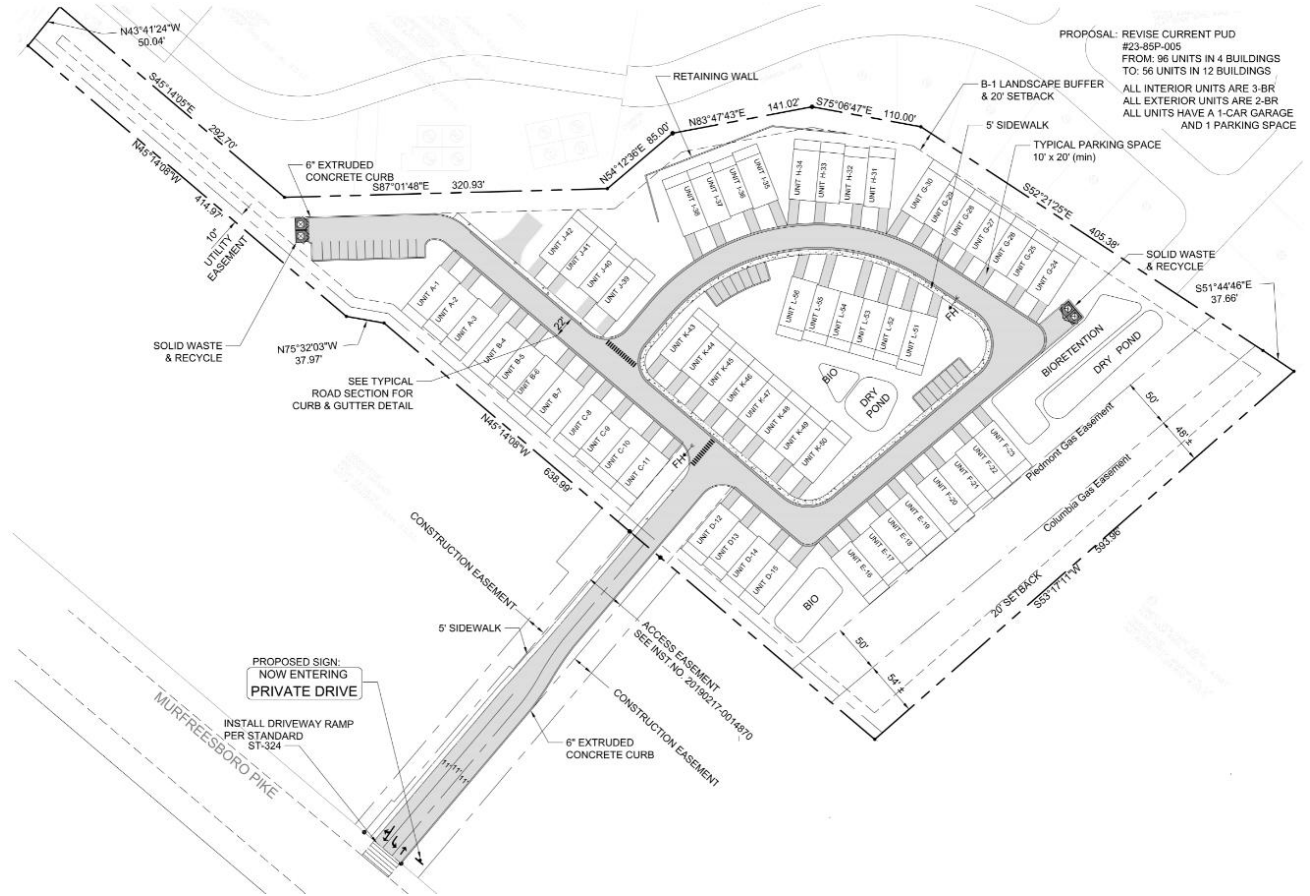 N43°41'24"W
50.04'
S45°14'05"E
292.70'
N45°14'08"W
414.97'
10"
UTILITY
EASEMENT
6" EXTRUDED
CONCRETE CURB
S87°01'48"E 320.93'
N54°12'36"E 85.00'
N83°47'43"E 141.02'
S75°06'47"E 110.00'
RETAINING WALL
PROPOSAL: REVISE CURRENT PUD
#23-85P-005
FROM: 96 UNITS IN 4 BUILDINGS
TO: 56 UNITS IN 12 BUILDINGS
ALL INTERIOR UNITS ARE 3-BR
ALL EXTERIOR UNITS ARE 2-BR
ALL UNITS HAVE A 1-CAR GARAGE
AND 1 PARKING SPACE
B-1 LANDSCAPE BUFFER
& 20' SETBACK
5' SIDEWALK
TYPICAL PARKING SPACE
10' x 20' (min)
S52°21'25"E
405.38'
SOLID WASTE
& RECYCLE
S51°44'46"E
37.66'
SOLID WASTE
& RECYCLE
N75°32'03"W
37.97'
SEE TYPICAL
ROAD SECTION FOR
CURB & GUTTER DETAIL
22'
UNIT A-1
UNIT A-2
UNIT A-3
UNIT B-4
UNIT B-5
UNIT B-6
UNIT B-7
UNIT C-8
UNIT C-9
UNIT C-10
UNIT C-11
UNIT D-12
UNIT D13
UNIT D-14
UNIT D-15
UNIT E-16
UNIT E-17
UNIT E-18
UNIT E-19
UNIT F-20
UNIT F-21
UNIT F-22
UNIT F-23
UNIT G-24
UNIT G-25
UNIT G-26
UNIT G-27
UNIT G-28
UNIT G-29
UNIT G-30
UNIT H-31
UNIT H-32
UNIT H-33
UNIT H-34
UNIT I-35
UNIT I-36
UNIT I-37
UNIT I-38
UNIT J-39
UNIT J-40
UNIT J-41
UNIT J-42
UNIT K-43
UNIT K-44
UNIT K-45
UNIT K-46
UNIT K-47
UNIT K-48
UNIT K-49
UNIT K-50
UNIT L-51
UNIT L-52
UNIT L-53
UNIT L-54
UNIT L-55
UNIT L-56
FH
FH
BIO
DRY
POND
BIORETENTION
DRY POND
50'
48' ±
Piedmont Gas Easement
Columbia Gas Easement
S53°17'11"W 593.96'
20' SETBACK
50'
54' ±
BIO
N45°14'08"W
638.99'
CONSTRUCTION EASEMENT
5' SIDEWALK
ACCESS EASEMENT
SEE INST.NO. 20190217-0014870
CONSTRUCTION EASEMENT
6" EXTRUDED
CONCRETE CURB
PROPOSED SIGN:
NOW ENTERING
PRIVATE DRIVE
INSTALL DRIVEWAY RAMP
PER STANDARD
ST-324
11' 11' 11'
MURFREESBORO PIKE